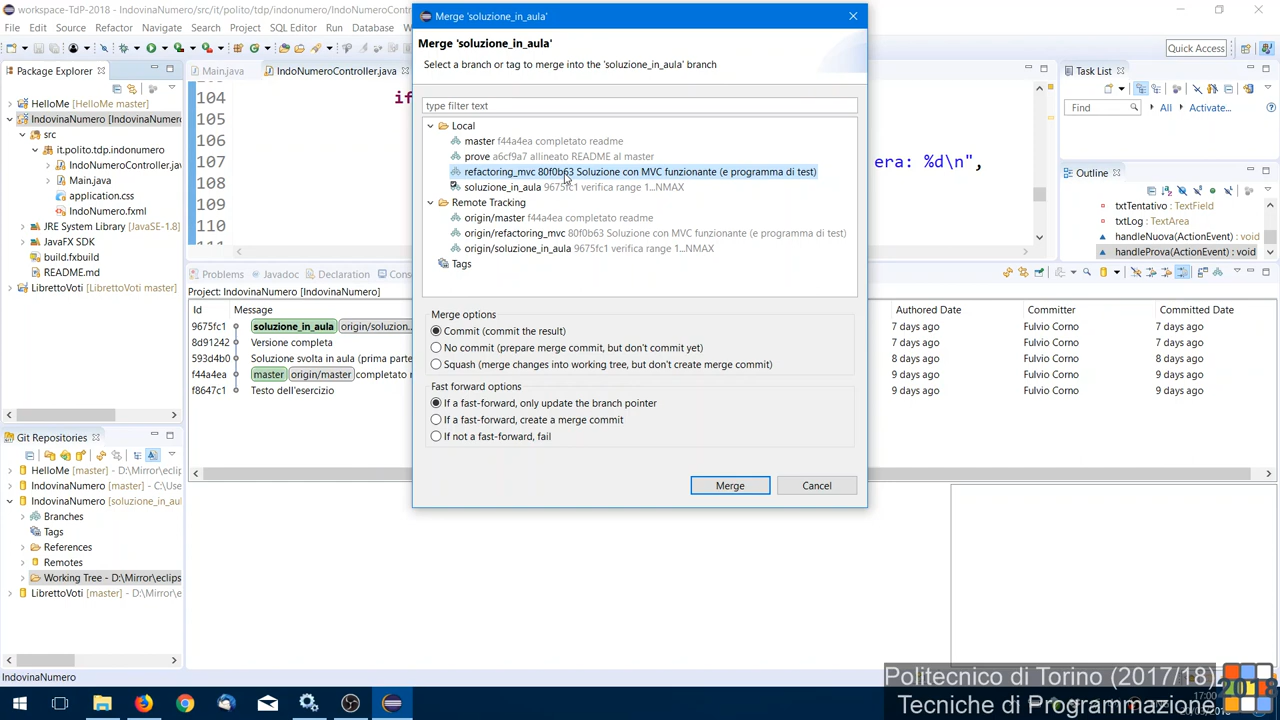 workspace-TdP-2018 - IndovinaNumero/src/it/polito/tdp/indonumero
File Edit Source Refactor Navigate Search Project SQL Editor Database
Quick Access
Package Explorer
HelloMe [HelloMe master]
IndovinaNumero [IndovinaNumero
src
it.polito.tdp.indonumero
IndoNumeroController.jav
Main.java
application.css
IndoNumero.fxml
JRE System Library [JavaSE-1.8]
JavaFX SDK
build.fxbuild
README.md
LibrettoVoti [LibrettoVoti master]
Main.java
IndoNumeroController.java
104
105
106
107
108
109
110
if
era: %d\n",
Merge 'soluzione_in_aula'
Merge 'soluzione_in_aula'
Select a branch or tag to merge into the 'soluzione_in_aula' branch
type filter text
Local
master f44a4ea completato readme
prove a6cf9a7 allineato README al master
refactoring_mvc 80f0b63 Soluzione con MVC funzionante (e programma di test)
soluzione_in_aula 9675fc1 verifica range 1...NMAX
Remote Tracking
origin/master f44a4ea completato readme
origin/refactoring_mvc 80f0b63 Soluzione con MVC funzionante (e programma di test)
origin/soluzione_in_aula 9675fc1 verifica range 1...NMAX
Tags
Merge options
Commit (commit the result)
No commit (prepare merge commit, but don't commit yet)
Squash (merge changes into working tree, but don't create merge commit)
Fast forward options
If a fast-forward, only update the branch pointer
If a fast-forward, create a merge commit
If not a fast-forward, fail
Merge
Cancel
Task List
Find
All
Activate...
Outline
txtTentativo : TextField
txtLog : TextArea
handleNuova(ActionEvent) : void
handleProva(ActionEvent) : void
Problems Javadoc Declaration Cons
Project: IndovinaNumero [IndovinaNumero]
Id Message Authored Date Committer Committed Date
9675fc1 soluzione_in_aula origin/soluzion... 7 days ago Fulvio Corno 7 days ago
8d91242 Versione completa 7 days ago Fulvio Corno 7 days ago
593d4b0 Soluzione svolta in aula (prima parte 8 days ago Fulvio Corno 8 days ago
f44a4ea master origin/master completato r 9 days ago Fulvio Corno 9 days ago
f8647c1 Testo dell'esercizio 9 days ago Fulvio Corno 9 days ago
Git Repositories
HelloMe [master] - D:\Mirror\eclips
IndovinaNumero [master] - C:\Use
IndovinaNumero [soluzione_in_aul
Branches
Tags
References
Remotes
Working Tree - D:\Mirror\eclips
LibrettoVoti [master] - D:\Mirror\e
IndovinaNumero
Politecnico di Torino (2017/18)
Tecniche di Programmazione
2018
17:00